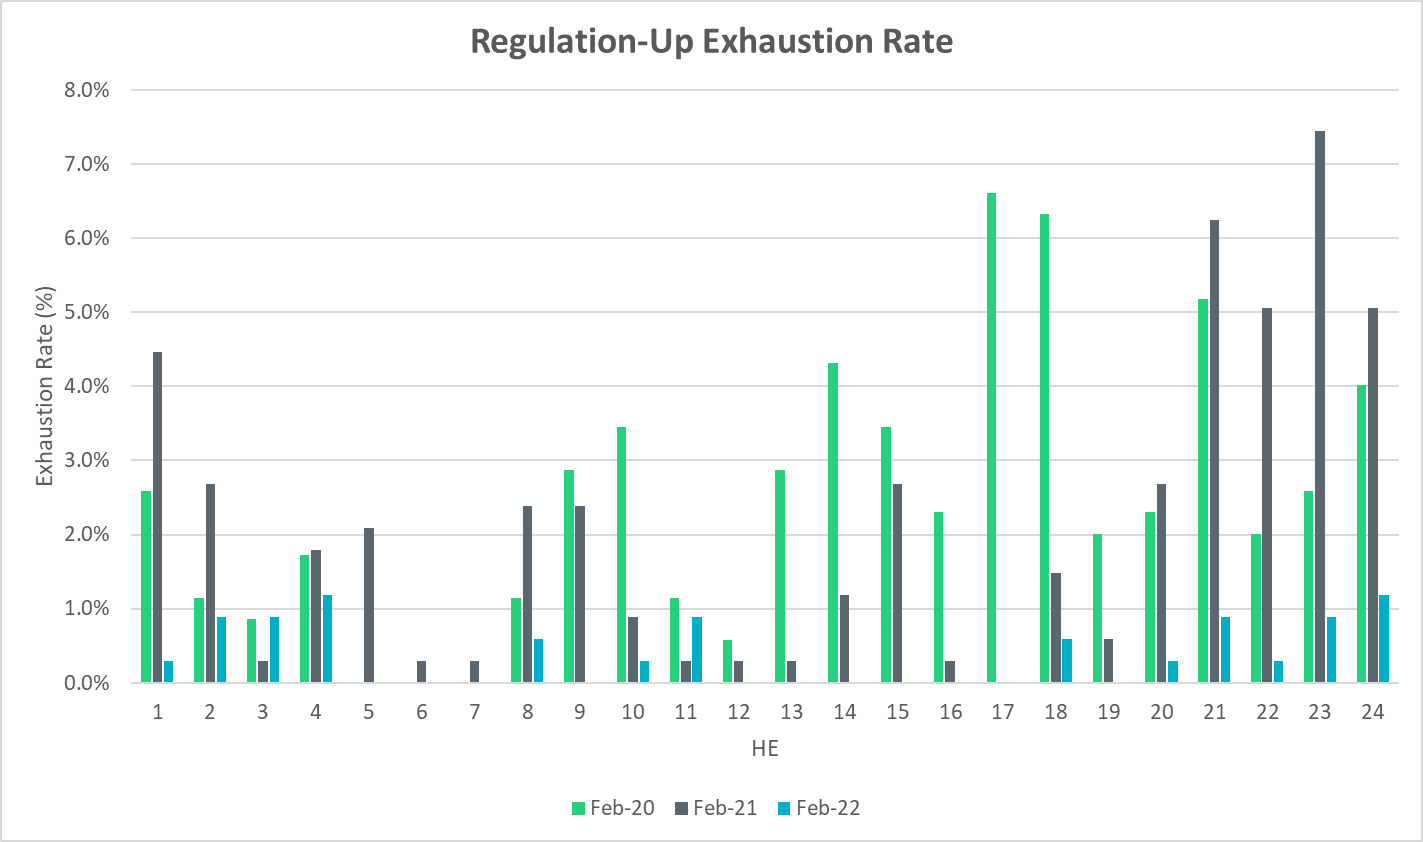 Regulation-Up Exhaustion Rate
8.0%
7.0%
6.0%
5.0%
4.0%
3.0%
2.0%
1.0%
0.0%
Exhaustion Rate (%)
1 2 3 4 5 6 7 8 9 10 11 12 13 14 15 16 17 18 19 20 21 22 23 24
HE
Feb-20 Feb-21 Feb-22